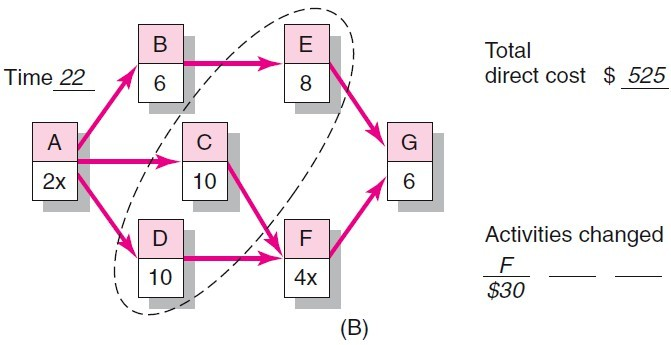 B
6
E
8
Time 22
Total
direct cost $ 525
A
2x
C
10
G
6
D
10
F
4x
Activities changed
F
$30
(B)